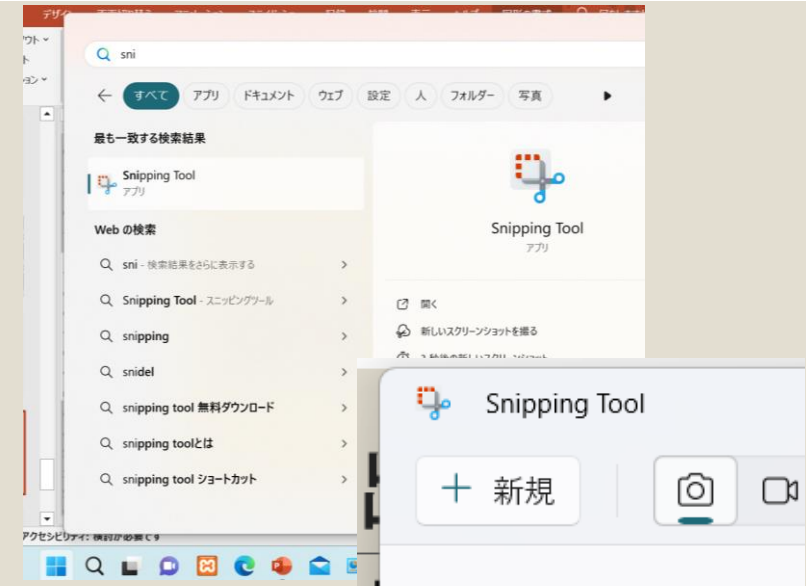 sni
すべて アプリ ドキュメント ウェブ 設定 人 フォルダー 写真
最も一致する検索結果
Snipping Tool
アプリ
Web の検索
sni - 検索結果をさらに表示する
Snipping Tool - スニッピングツール
snipping
snidel
snipping tool 無料ダウンロード
snipping toolとは
snipping tool ショートカット
Snipping Tool
アプリ
開く
新しいスクリーンショットを撮る
Snipping Tool
新規